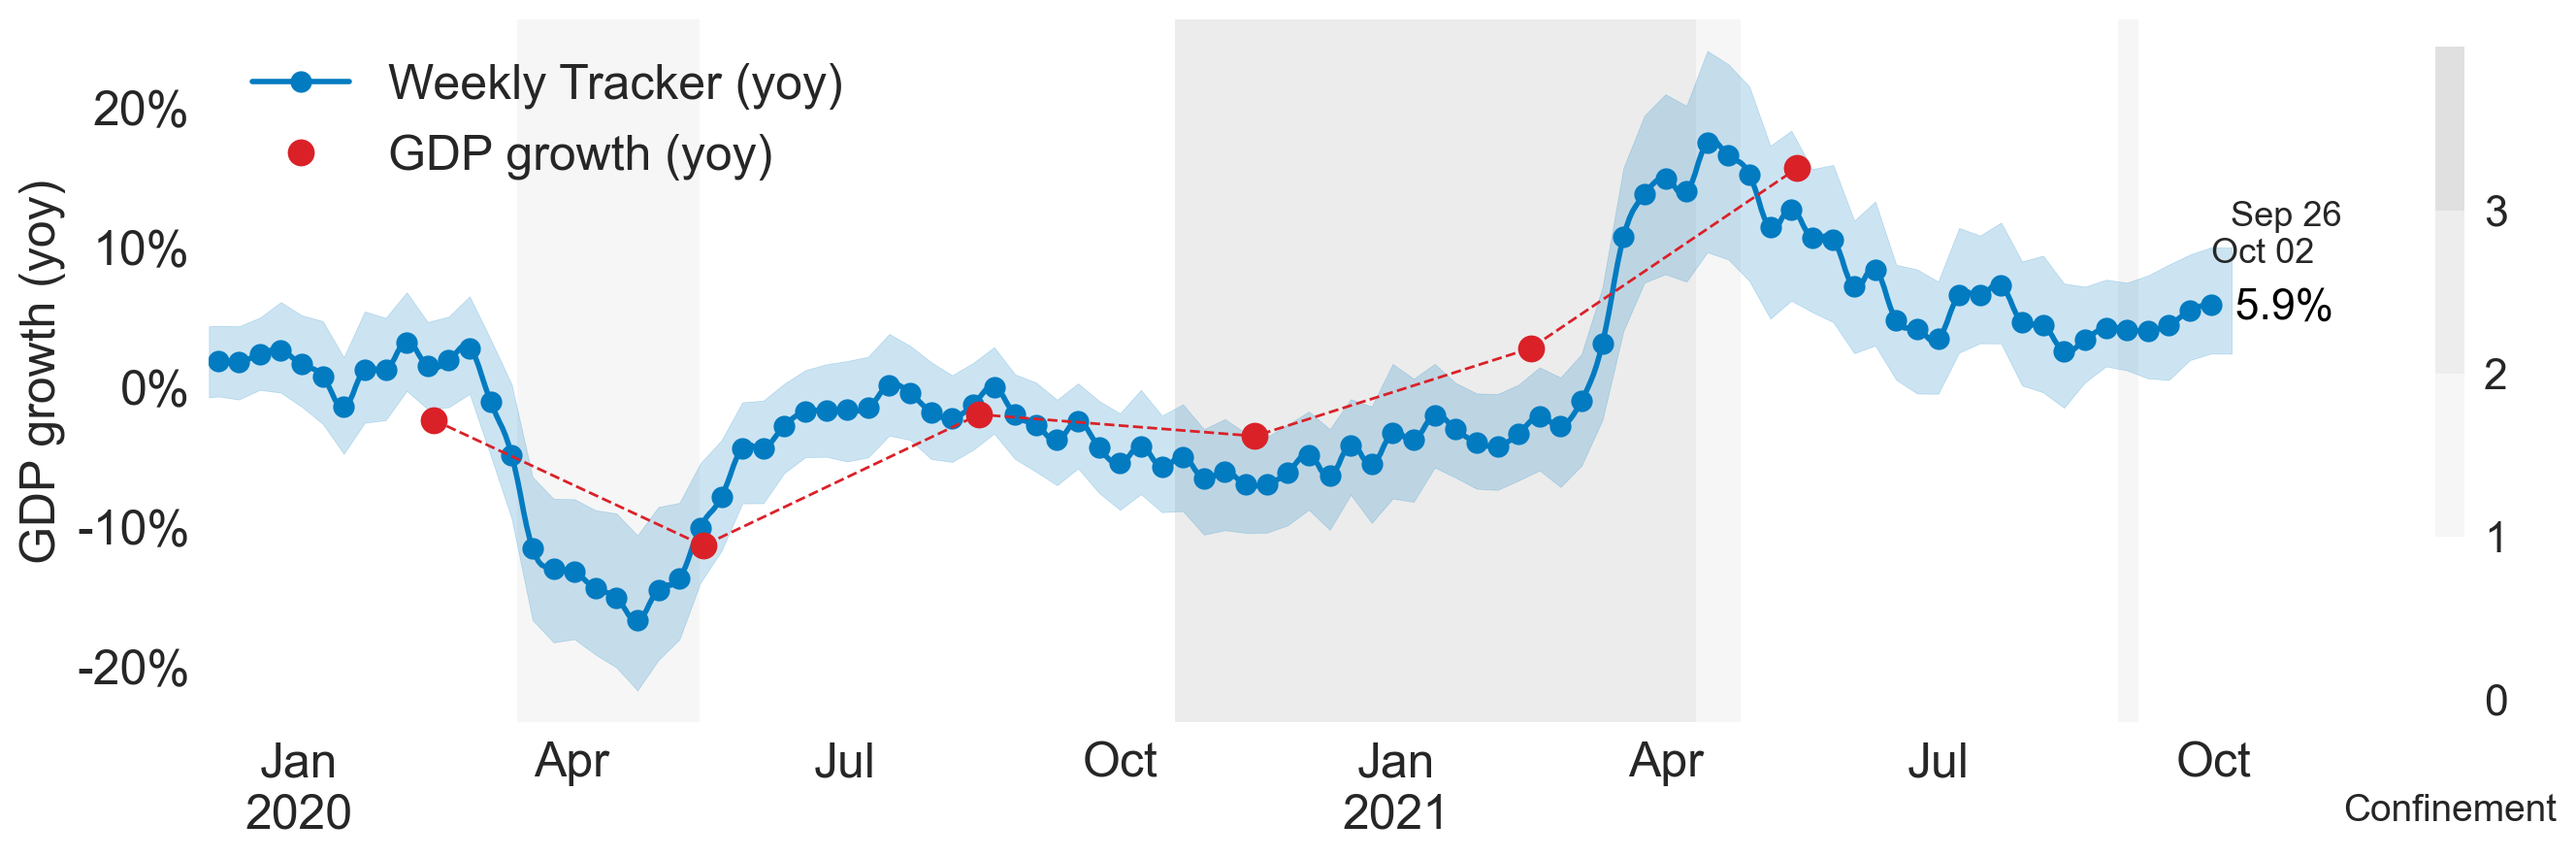 Weekly Tracker (yoy)
GDP growth (yoy)
GDP growth (yoy)
20%
10%
0%
-10%
-20%
Jan
2020
Apr
Jul
Oct
Jan
2021
Apr
Jul
Oct
Sep 26
Oct 02
5.9%
3
2
1
0
Confinement